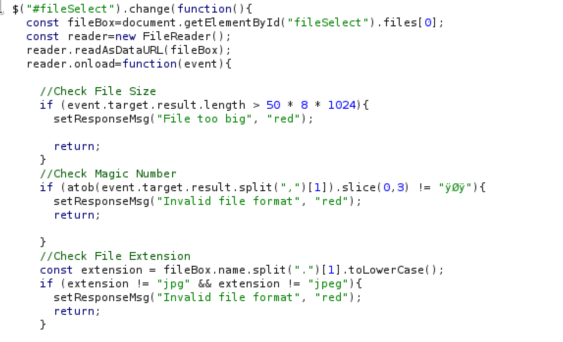 $("#fileSelect").change(function(){
const fileBox=document.getElementById("fileSelect").files[0];
const reader=new FileReader();
reader.readAsDataURL(fileBox);
reader.onload=function(event){
//Check File Size
if (event.target.result.length > 50 * 8 * 1024){
setResponseMsg("File too big", "red");
return;
}
//Check Magic Number
if (atob(event.target.result.split(",")[1]).slice(0,3) != "ÿØÿ"){
setResponseMsg("Invalid file format", "red");
return;
}
//Check File Extension
const extension = fileBox.name.split(".")[1].toLowerCase();
if (extension != "jpg" && extension != "jpeg"){
setResponseMsg("Invalid file format", "red");
return;
}